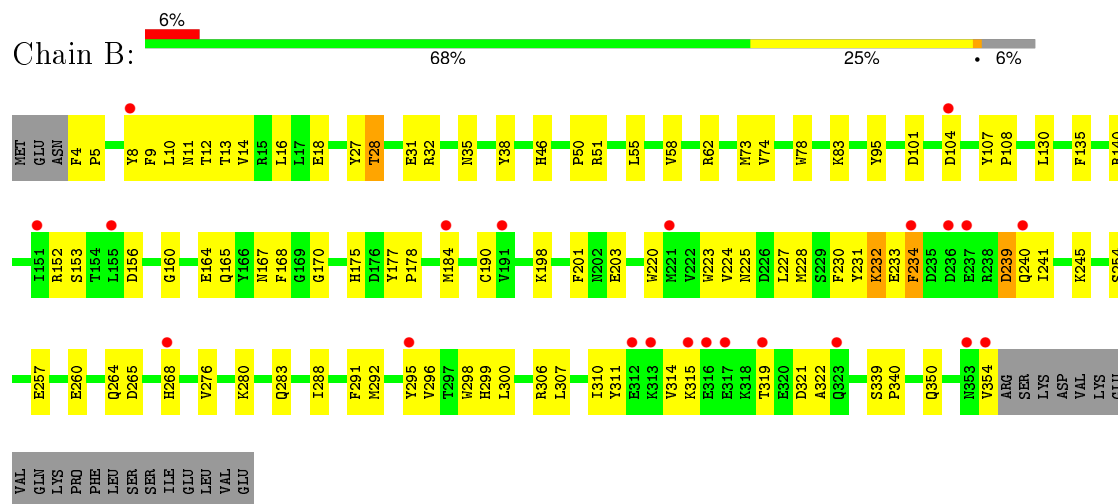 6%
Chain B:
68% 25% • 6%
MET GLU ASN F4 P5 Y8 F9 L10 N11 T12 T13 V14 R15 L16 L17 E18 Y27 T28 E31 R32 N35 Y38 H46 P50 R51 L55 V58 R62 M73 V74 W78 K83 Y95 D101 D104 Y107 P108 L130 F135
I151 R152 S153 T154 L155 D156 G160 E164 Q165 Y166 N167 F168 G169 G170 H175 D176 Y177 P178 M184 C190 V191 K198 F201 N202 E203 W220 M221 V222 W223 V224 N225 D226 L227 M228 S229 F230 Y231 K232 E233 F234 D235 D236 E237 R238 D239 Q240 I241 K245
E257 E260 Q264 D265 H268 V276 K280 Q283 I288 F291 M292 Y295 V296 T297 W298 H299 L300 R306 L307 I310 Y311 E312 K313 V314 K315 E316 E317 K318 T319 E320 D321 A322 Q323 S339 P340 Q350 N353 V354 ARG SER LYS ASP VAL LYS GLU
VAL GLN LYS PRO PHE LEU SER SER ILE GLU LEU VAL GLU